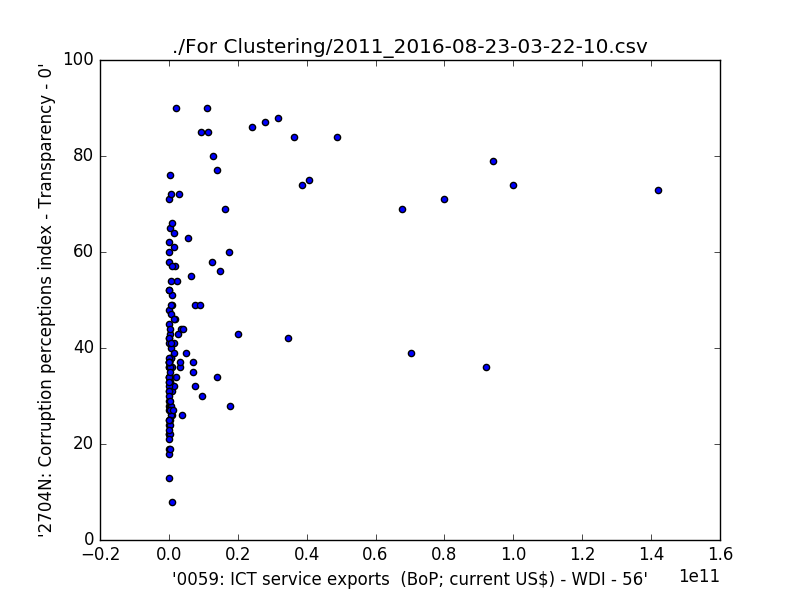 ./For Clustering/2011_2016-08-23-03-22-10.csv
'2704N: Corruption perceptions index - Transparency - 0'
100
80
60
40
20
0
−0.2 0.0 0.2 0.4 0.6 0.8 1.0 1.2 1.4 1.6
1e11
'0059: ICT service exports  (BoP; current US$) - WDI - 56'